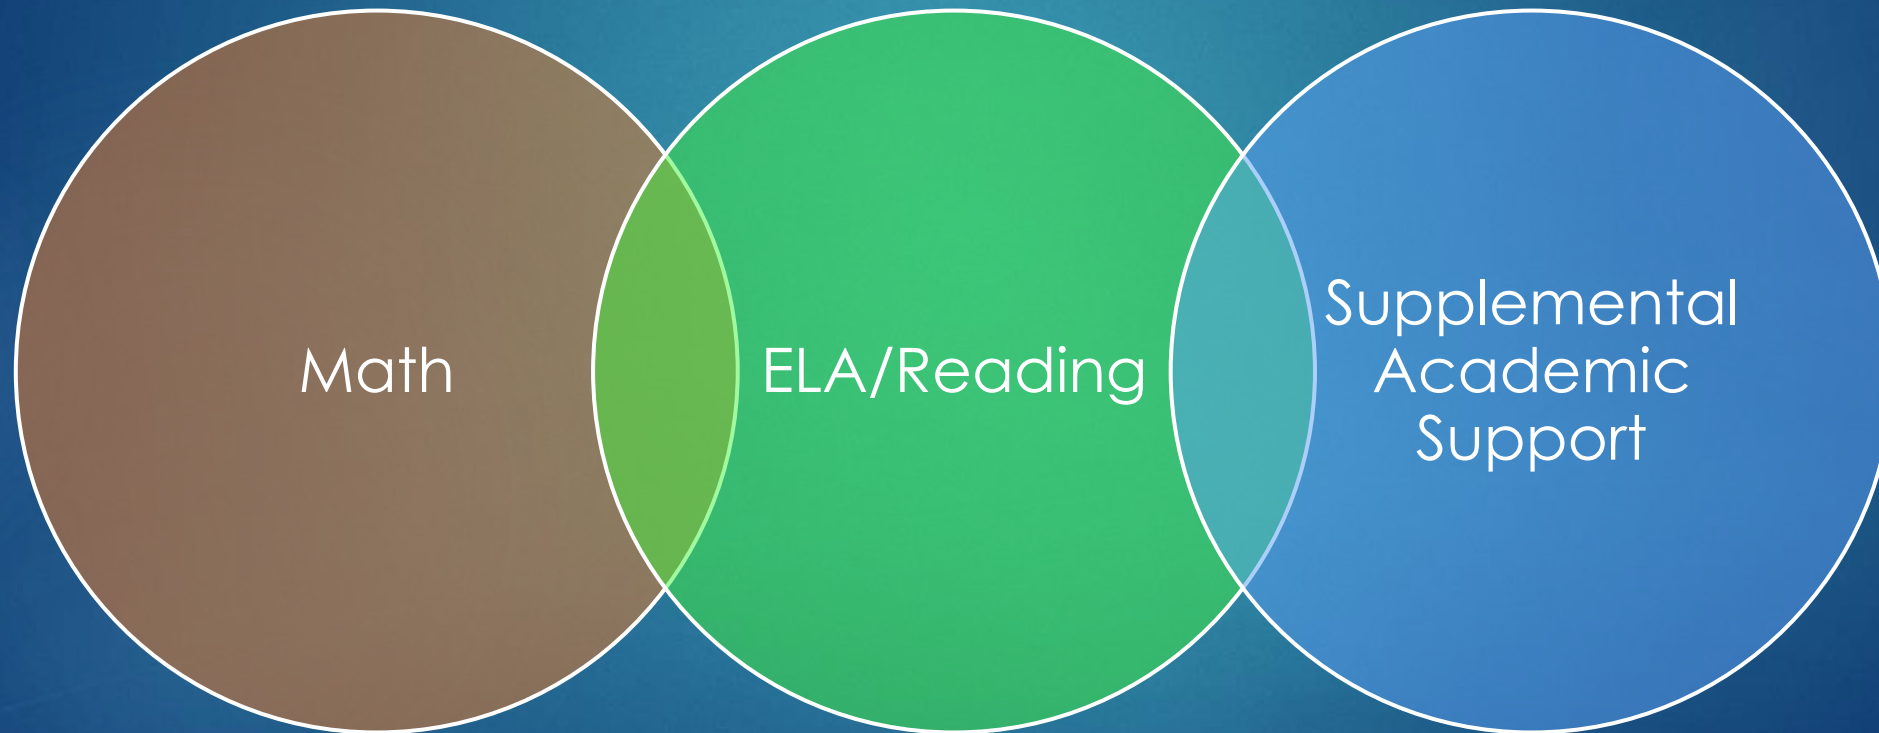 Math
ELA/Reading
Supplemental
Academic
Support